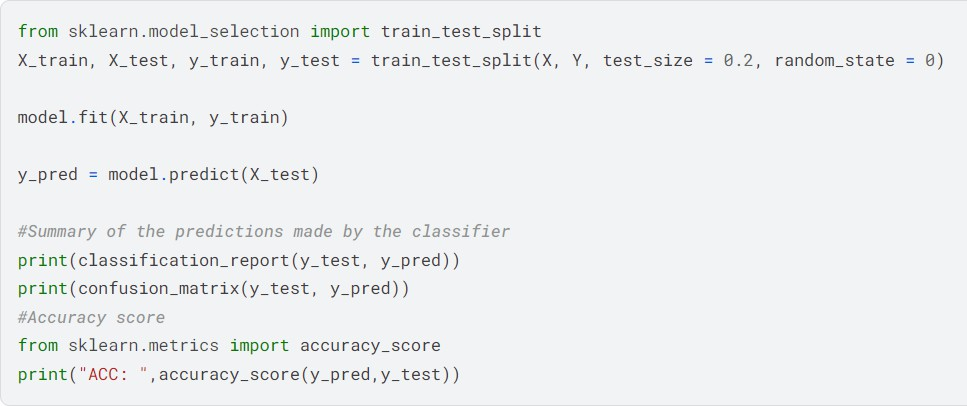 from sklearn.model_selection import train_test_split
X_train, X_test, y_train, y_test = train_test_split(X, Y, test_size = 0.2, random_state = 0)
model.fit(X_train, y_train)
y_pred = model.predict(X_test)
#Summary of the predictions made by the classifier
print(classification_report(y_test, y_pred))
print(confusion_matrix(y_test, y_pred))
#Accuracy score
from sklearn.metrics import accuracy_score
print("ACC: ",accuracy_score(y_pred,y_test))